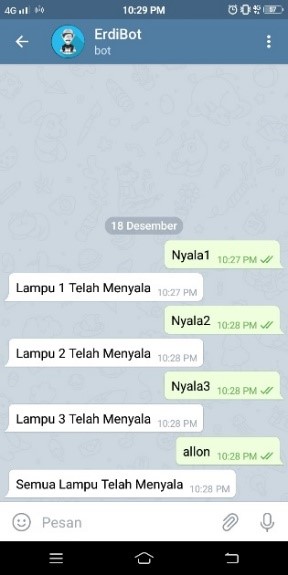 4G 10:29 PM
ErdiBot
bot
18 Desember
Nyala1 10:27 PM
Lampu 1 Telah Menyala 10:27 PM
Nyala2 10:28 PM
Lampu 2 Telah Menyala 10:28 PM
Nyala3 10:28 PM
Lampu 3 Telah Menyala 10:28 PM
allon 10:28 PM
Semua Lampu Telah Menyala 10:28 PM
Pesan